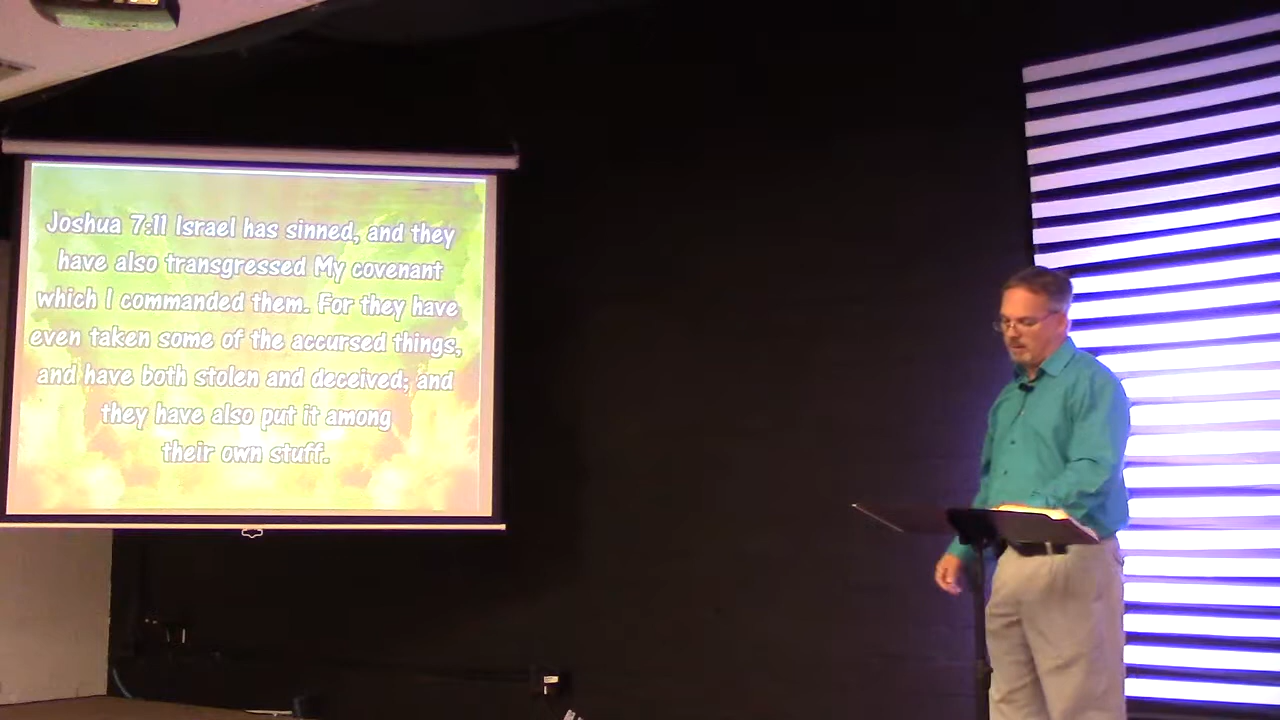 Joshua 7:11 Israel has sinned, and they
have also transgressed My covenant
which I commanded them. For they have
even taken some of the accursed things,
and have both stolen and deceived; and
they have also put it among
their own stuff.